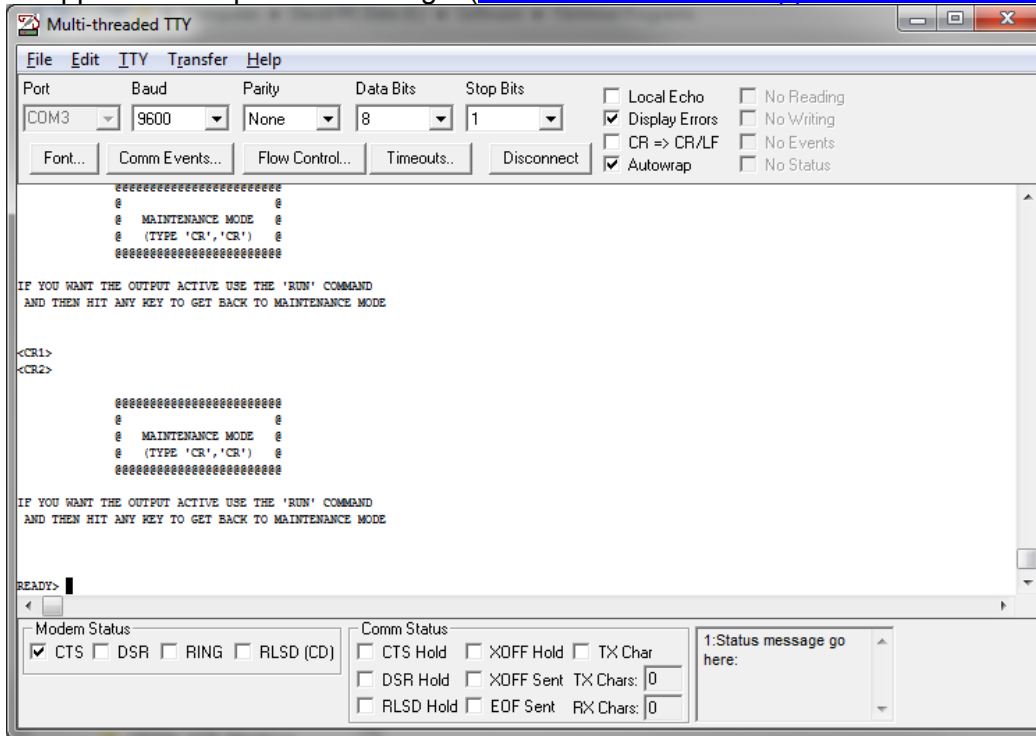 Multi-threaded TTY
File Edit TTY Transfer Help
Port Baud Parity Data Bits Stop Bits
COM3 9600 None 8 1
Font... Comm Events... Flow Control... Timeouts.. Disconnect
Local Echo No Reading
Display Errors No Writing
CR => CR/LF No Events
Autowrap No Status
@@@@@@@@@@@@@@@@@@@@@@@@
@ @
@ MAINTENANCE MODE @
@ (TYPE 'CR','CR') @
@@@@@@@@@@@@@@@@@@@@@@@@
IF YOU WANT THE OUTPUT ACTIVE USE THE 'RUN' COMMAND
AND THEN HIT ANY KEY TO GET BACK TO MAINTENANCE MODE
<CR1>
<CR2>
@@@@@@@@@@@@@@@@@@@@@@@@
@ @
@ MAINTENANCE MODE @
@ (TYPE 'CR','CR') @
@@@@@@@@@@@@@@@@@@@@@@@@
IF YOU WANT THE OUTPUT ACTIVE USE THE 'RUN' COMMAND
AND THEN HIT ANY KEY TO GET BACK TO MAINTENANCE MODE
READY>
Modem Status
CTS DSR RING RLSD (CD)
Comm Status
CTS Hold XOFF Hold TX Char
DSR Hold XOFF Sent TX Chars: 0
RLSD Hold EOF Sent RX Chars: 0
1:Status message go
here: